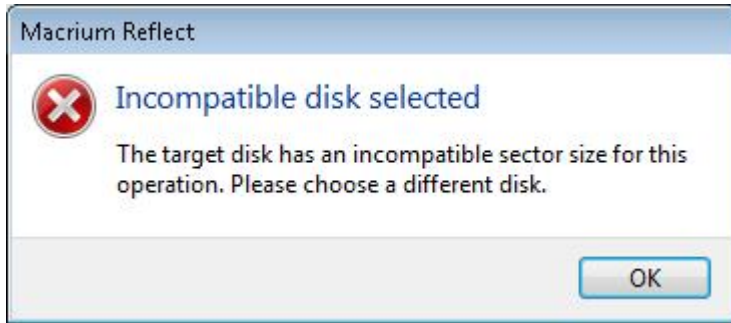 Macrium Reflect
Incompatible disk selected
The target disk has an incompatible sector size for this
operation. Please choose a different disk.
OK